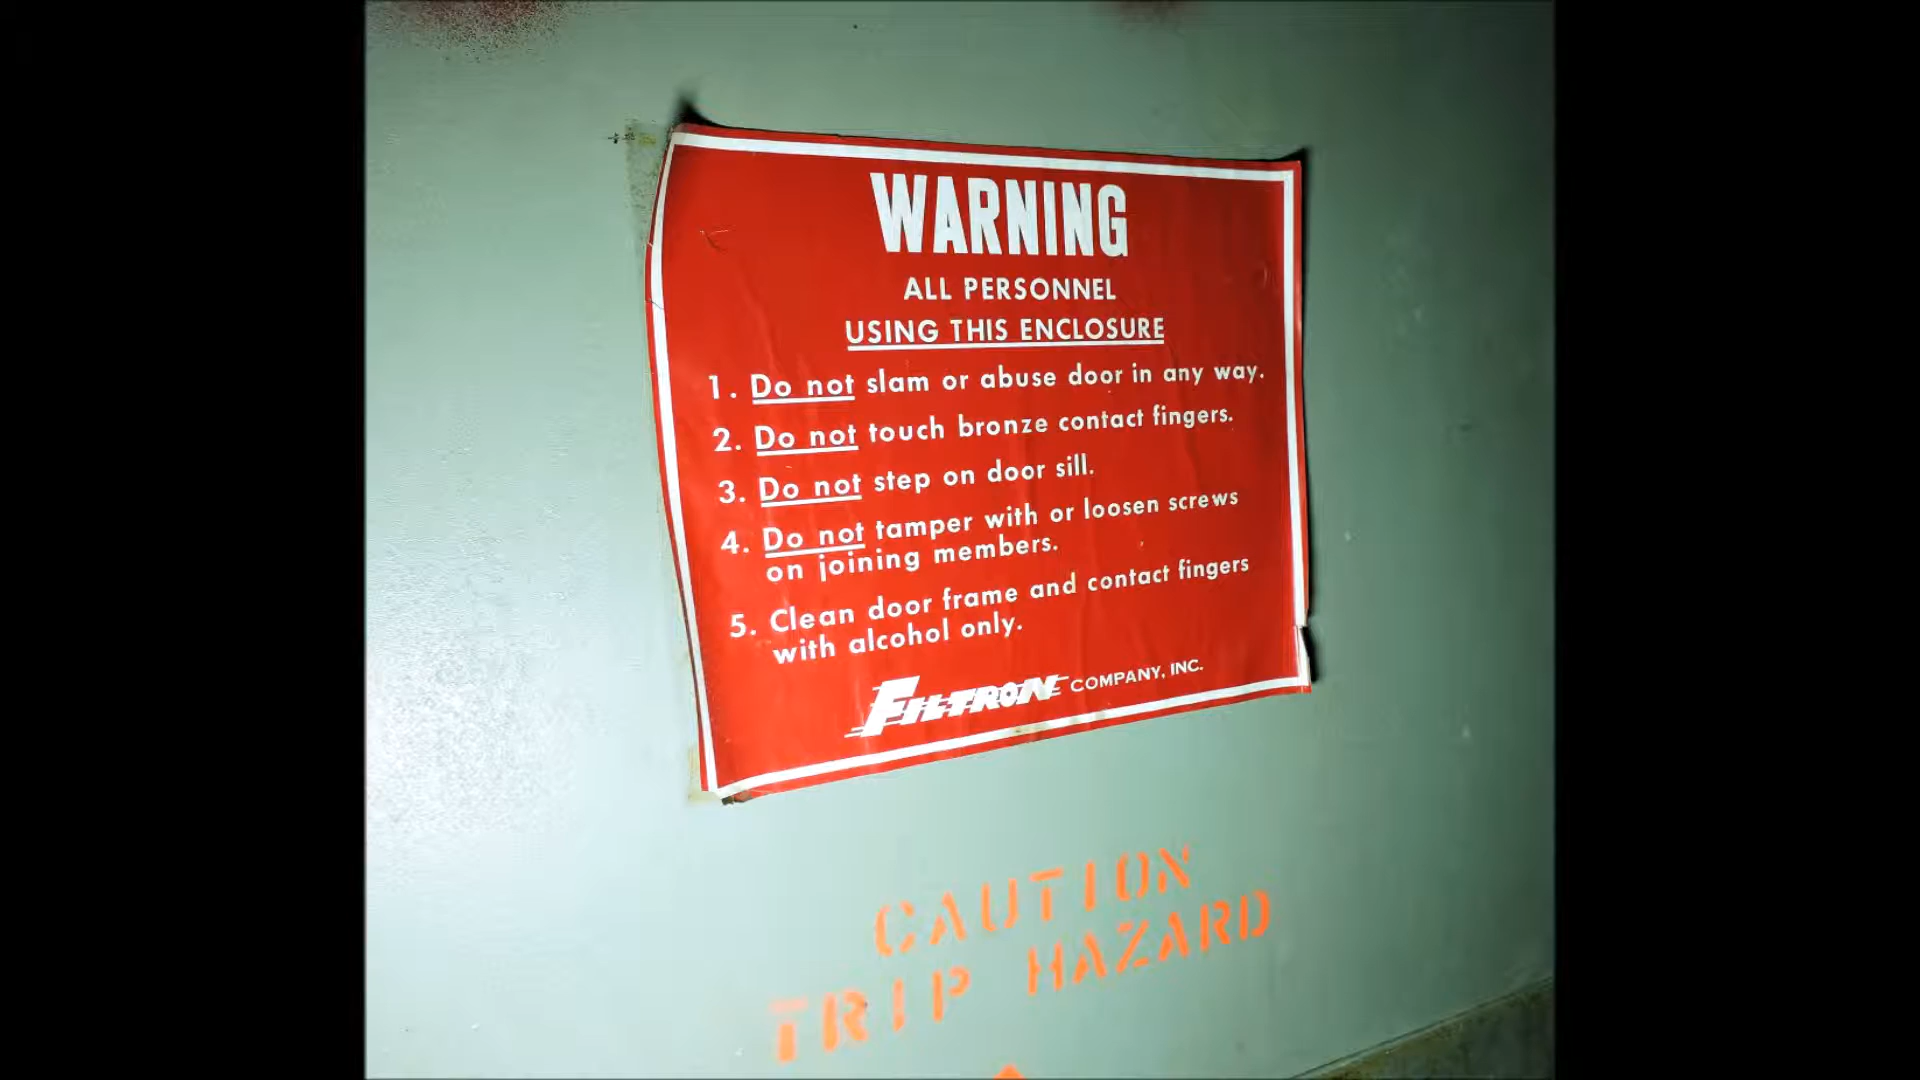 WARNING
ALL PERSONNEL
USING THIS ENCLOSURE
1. Do not slam or abuse door in any way.
2. Do not touch bronze contact fingers.
3. Do not step on door sill.
4. Do not tamper with or loosen screws
on joining members.
5. Clean door frame and contact fingers
with alcohol only.
FILTRON COMPANY, INC.
CAUTION
TRIP HAZARD